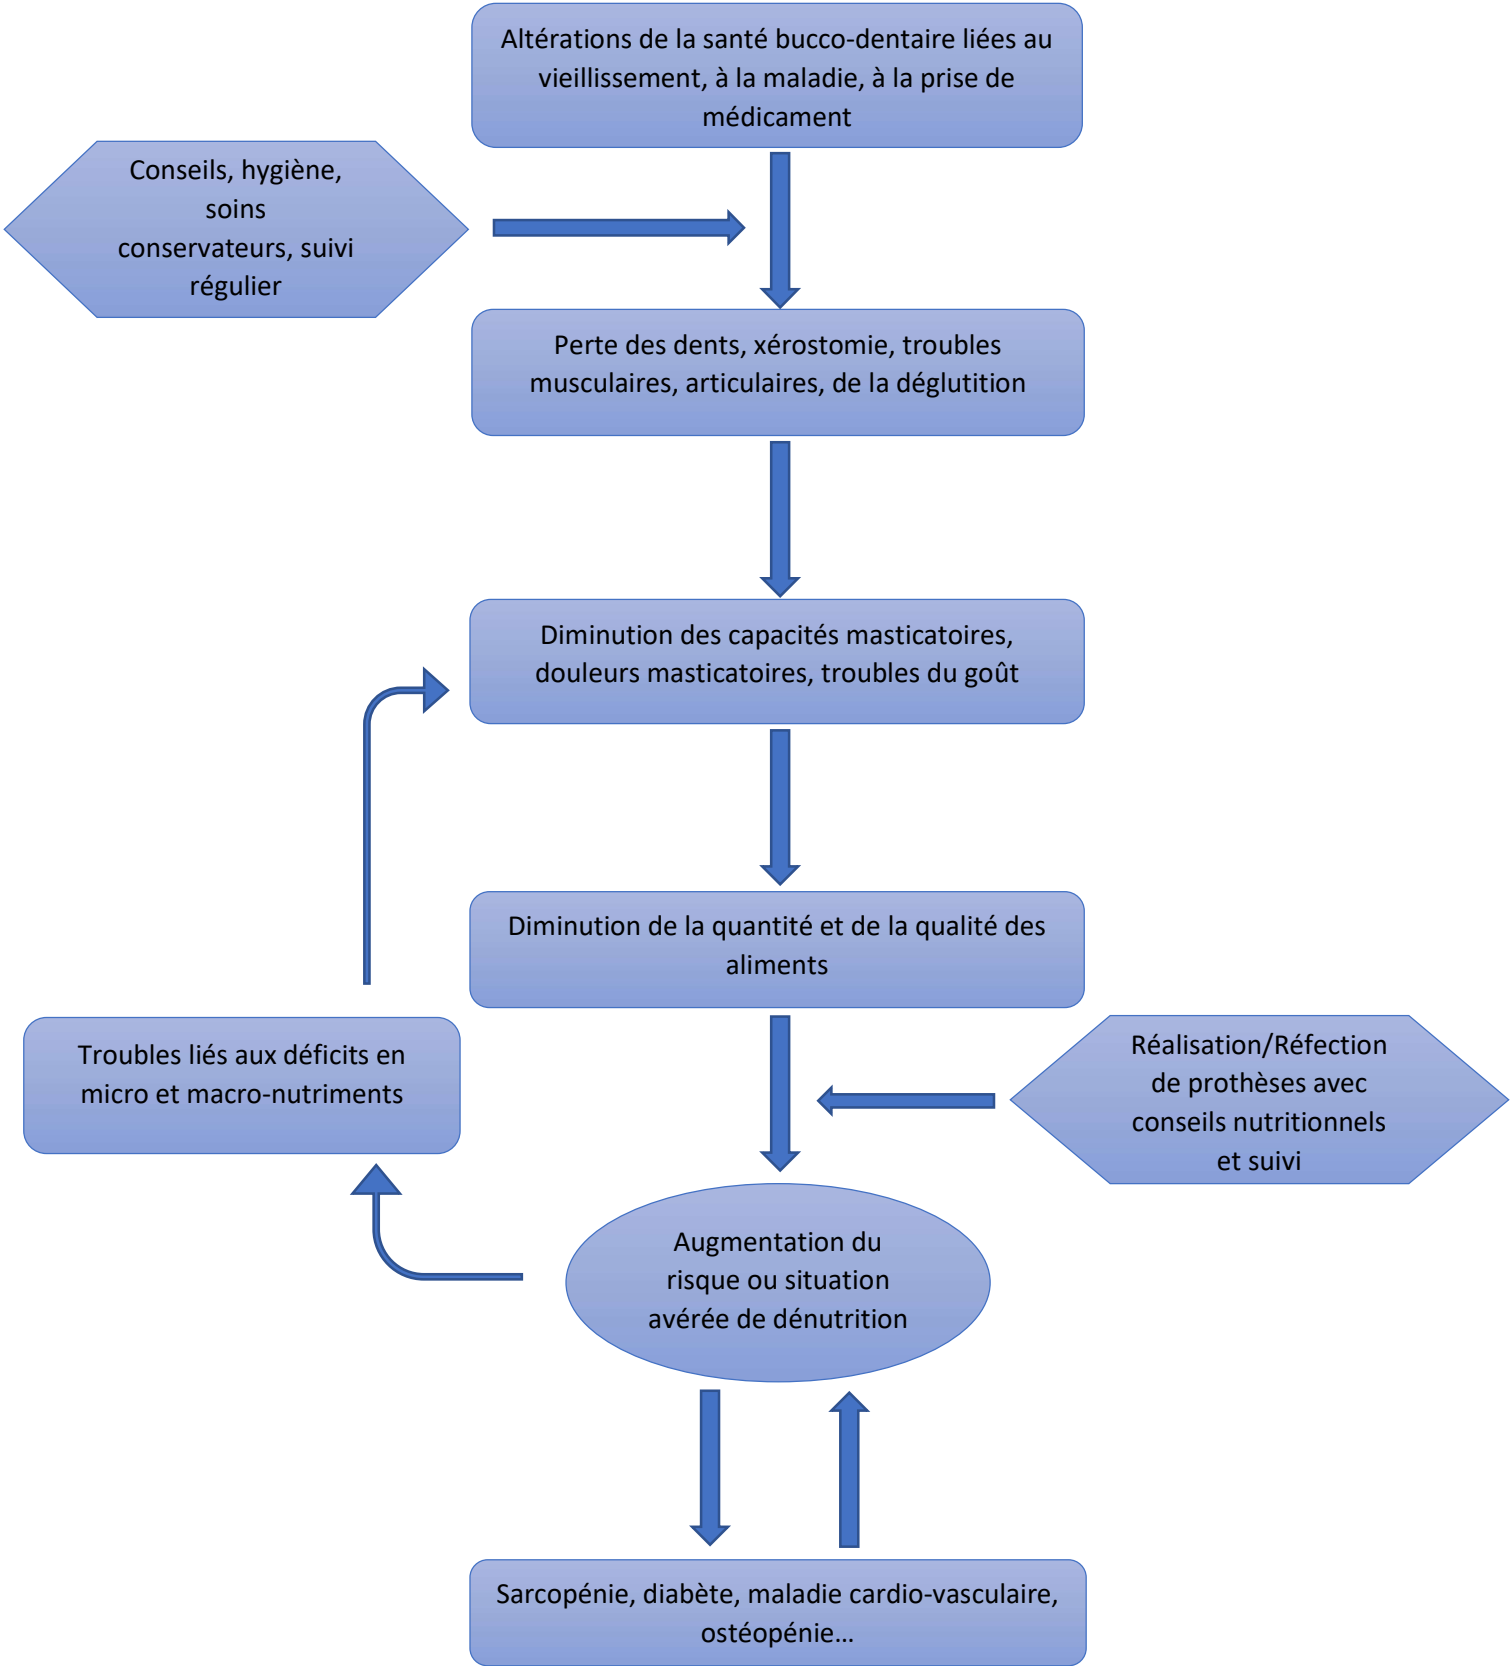 Altérations de la santé bucco-dentaire liées au
vieillissement, à la maladie, à la prise de
médicament
Conseils, hygiène,
soins
conservateurs, suivi
régulier
Perte des dents, xérostomie, troubles
musculaires, articulaires, de la déglutition
Diminution des capacités masticatoires,
douleurs masticatoires, troubles du goût
Diminution de la quantité et de la qualité des
aliments
Troubles liés aux déficits en
micro et macro-nutriments
Réalisation/Réfection
de prothèses avec
conseils nutritionnels
et suivi
Augmentation du
risque ou situation
avérée de dénutrition
Sarcopénie, diabète, maladie cardio-vasculaire,
ostéopénie...